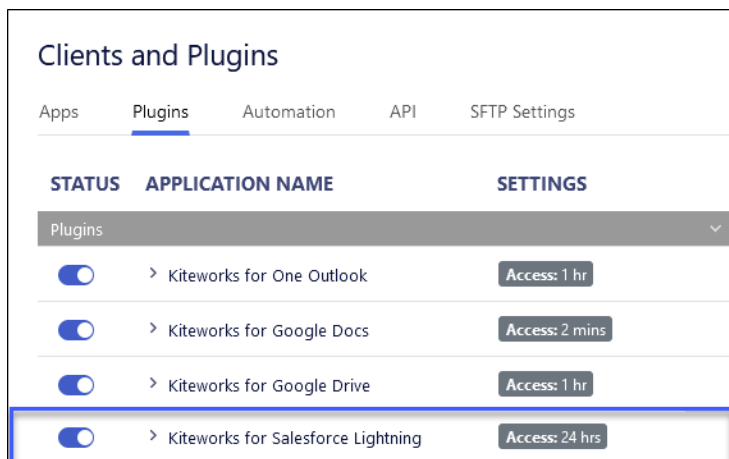 Clients and Plugins
Apps Plugins Automation API SFTP Settings
STATUS APPLICATION NAME SETTINGS
Plugins
Kiteworks for One Outlook Access: 1 hr
Kiteworks for Google Docs Access: 2 mins
Kiteworks for Google Drive Access: 1 hr
Kiteworks for Salesforce Lightning Access: 24 hrs